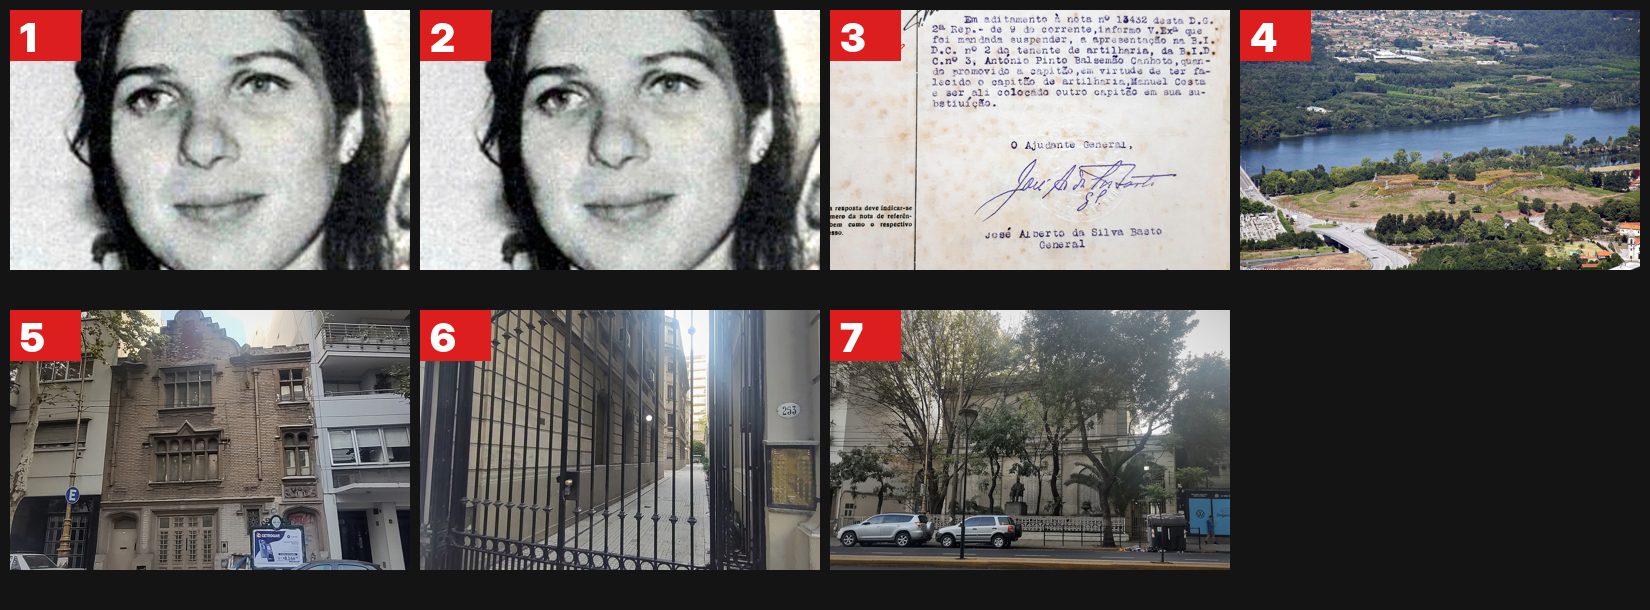 1
2
3
Em aditamento à nota nº 13432 desta D.G.
2ª Rep.- de 9 do corrente,informo V.Exª que
foi mandada suspender, a apresentação na B.I.
D.C. nº 2 do tenente de artilharia, da B.I.D.
C.nº 3, António Pinto Balsemão Canhoto,quan-
do promovido a capitão,em virtude de ter fa-
lecido o capitão de artilharia,Manuel Costa
e ser ali colocado outro capitão em sua su-
bstituição.
O Ajudante General,
José Alberto da Silva Basto
General
a resposta deve indicar-se
mero da nota de referên-
bem como o respectivo
sso.
4
5
E
6
293
7